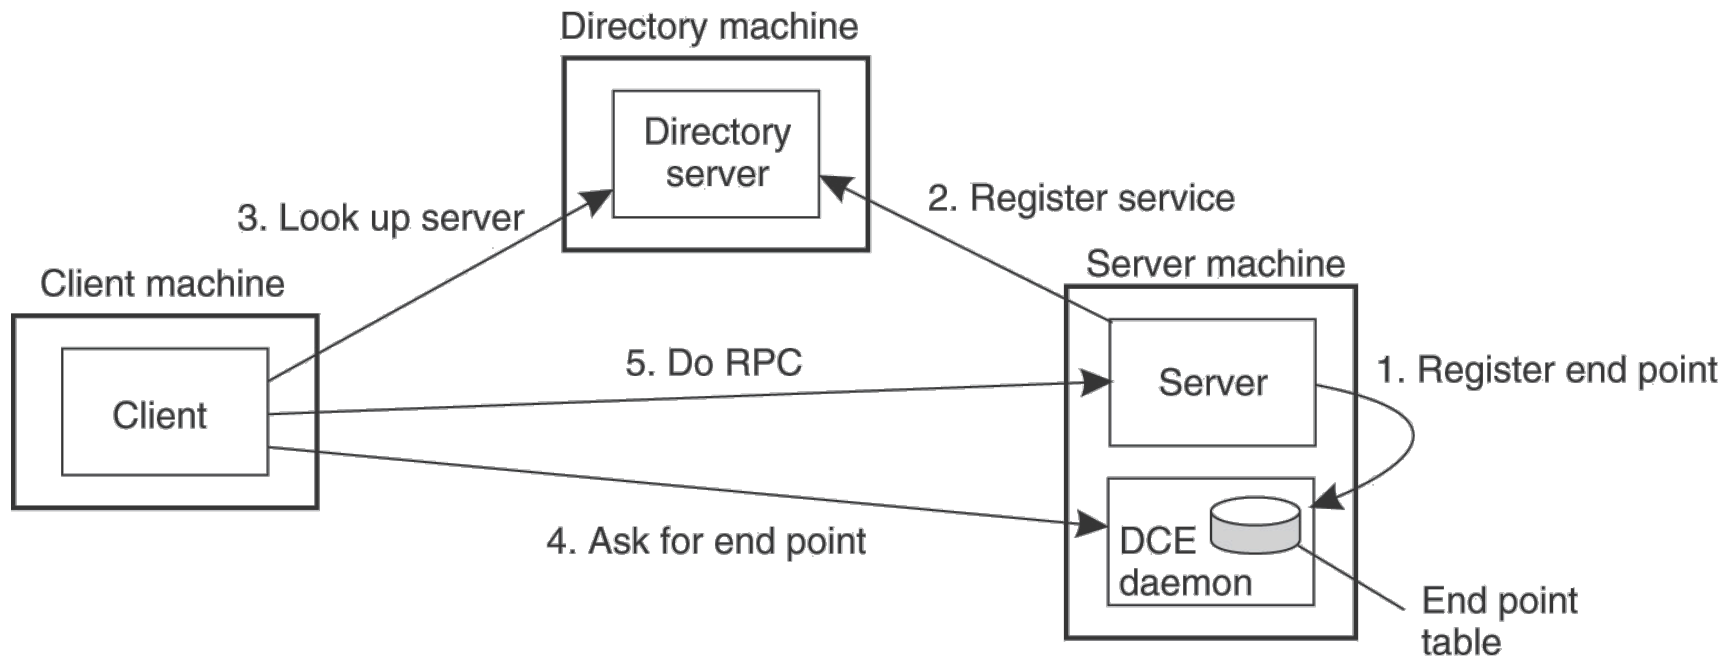 Directory machine
Directory
server
3. Look up server
2. Register service
Client machine
Server machine
5. Do RPC
1. Register end point
Client
Server
4. Ask for end point
DCE
daemon
End point
table